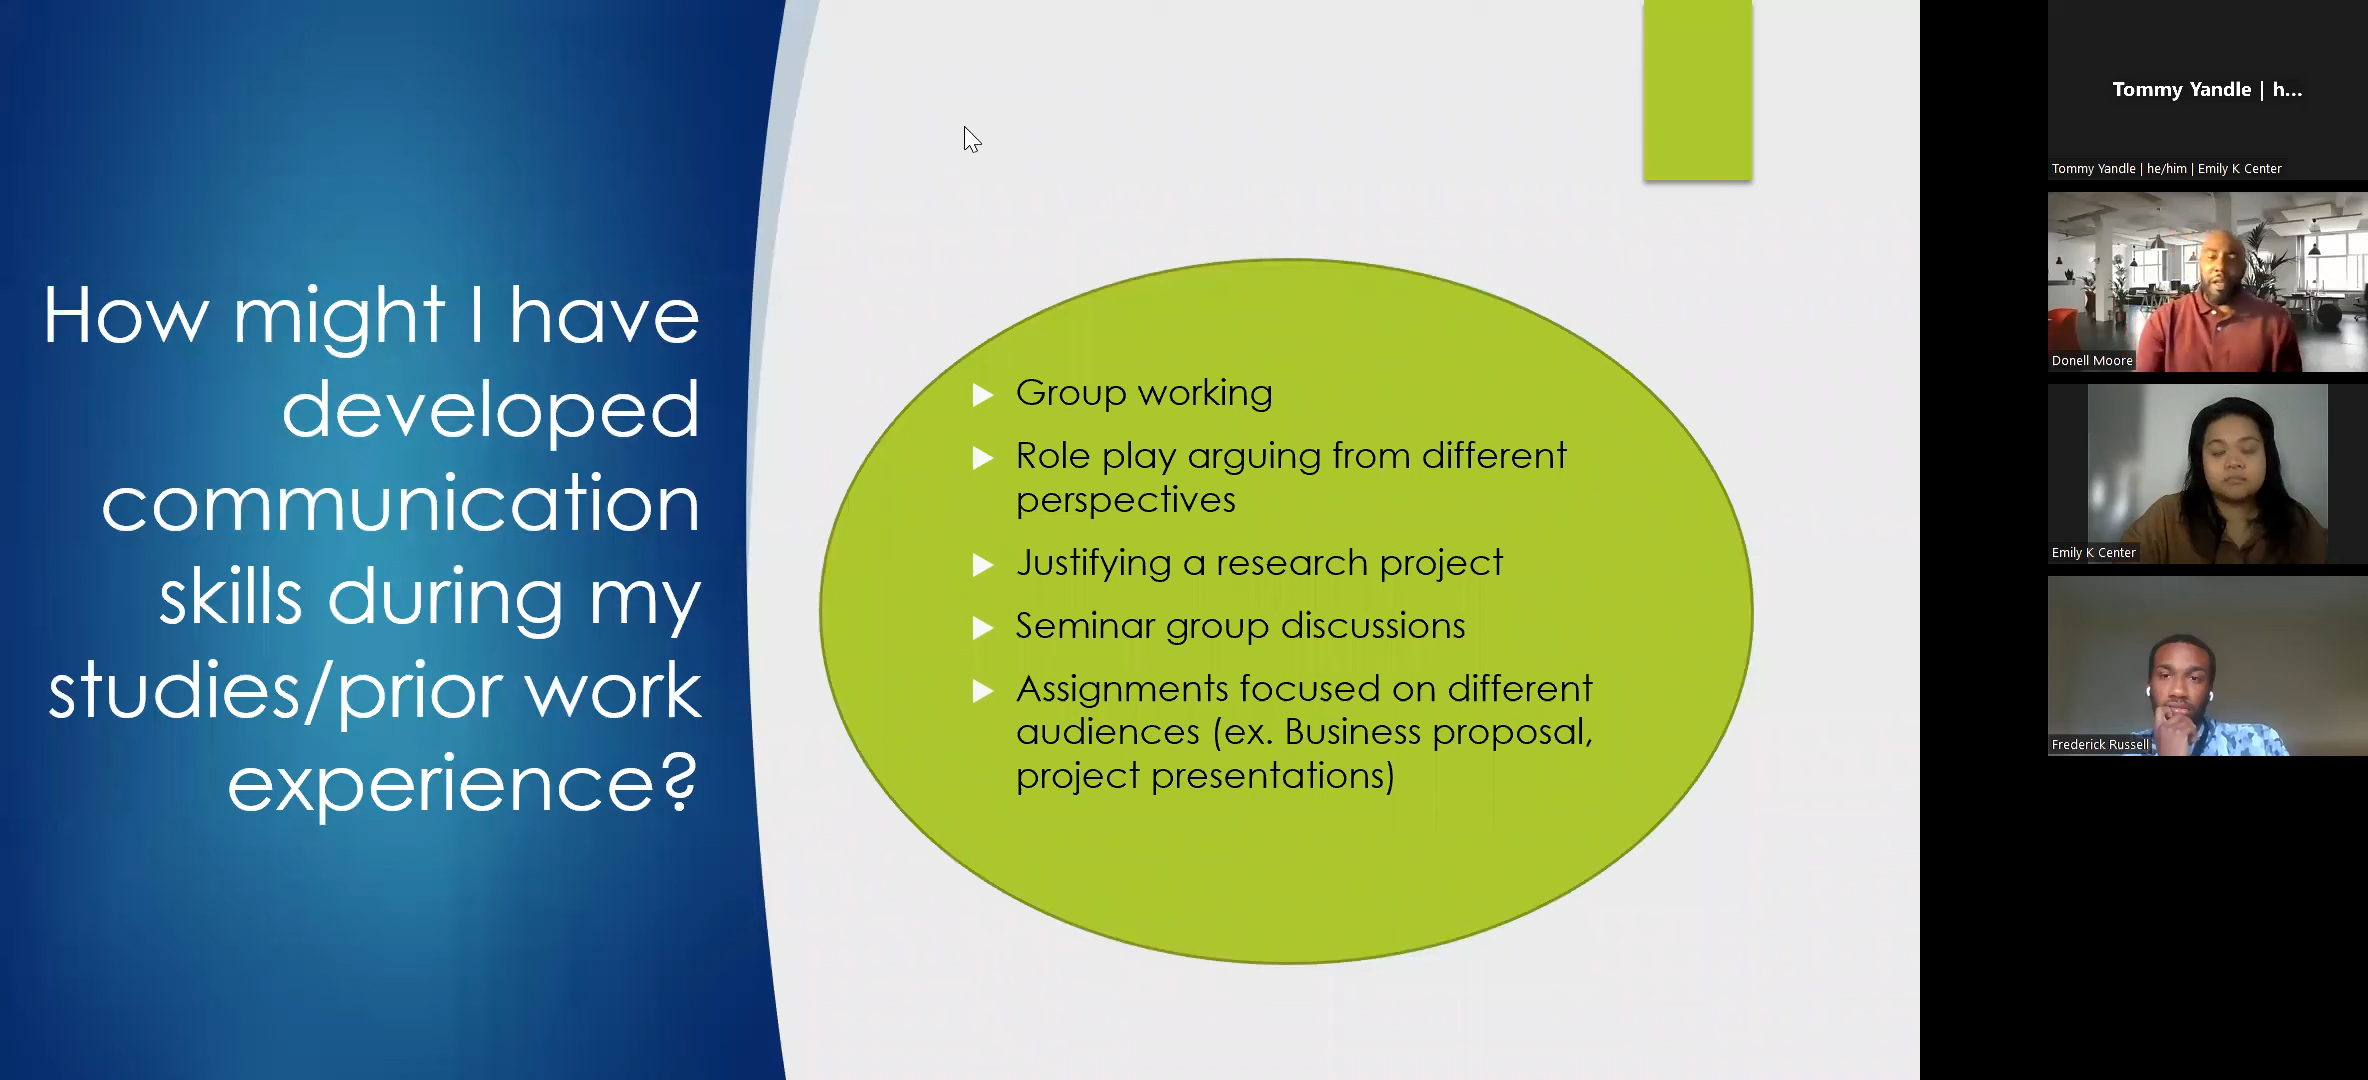 How might I have
developed
communication
skills during my
studies/prior work
experience?
Group working
Role play arguing from different
perspectives
Justifying a research project
Seminar group discussions
Assignments focused on different
audiences (ex. Business proposal,
project presentations)
Tommy Yandle | h...
Tommy Yandle | he/him | Emily K Center
Donell Moore
Emily K Center
Frederick Russell